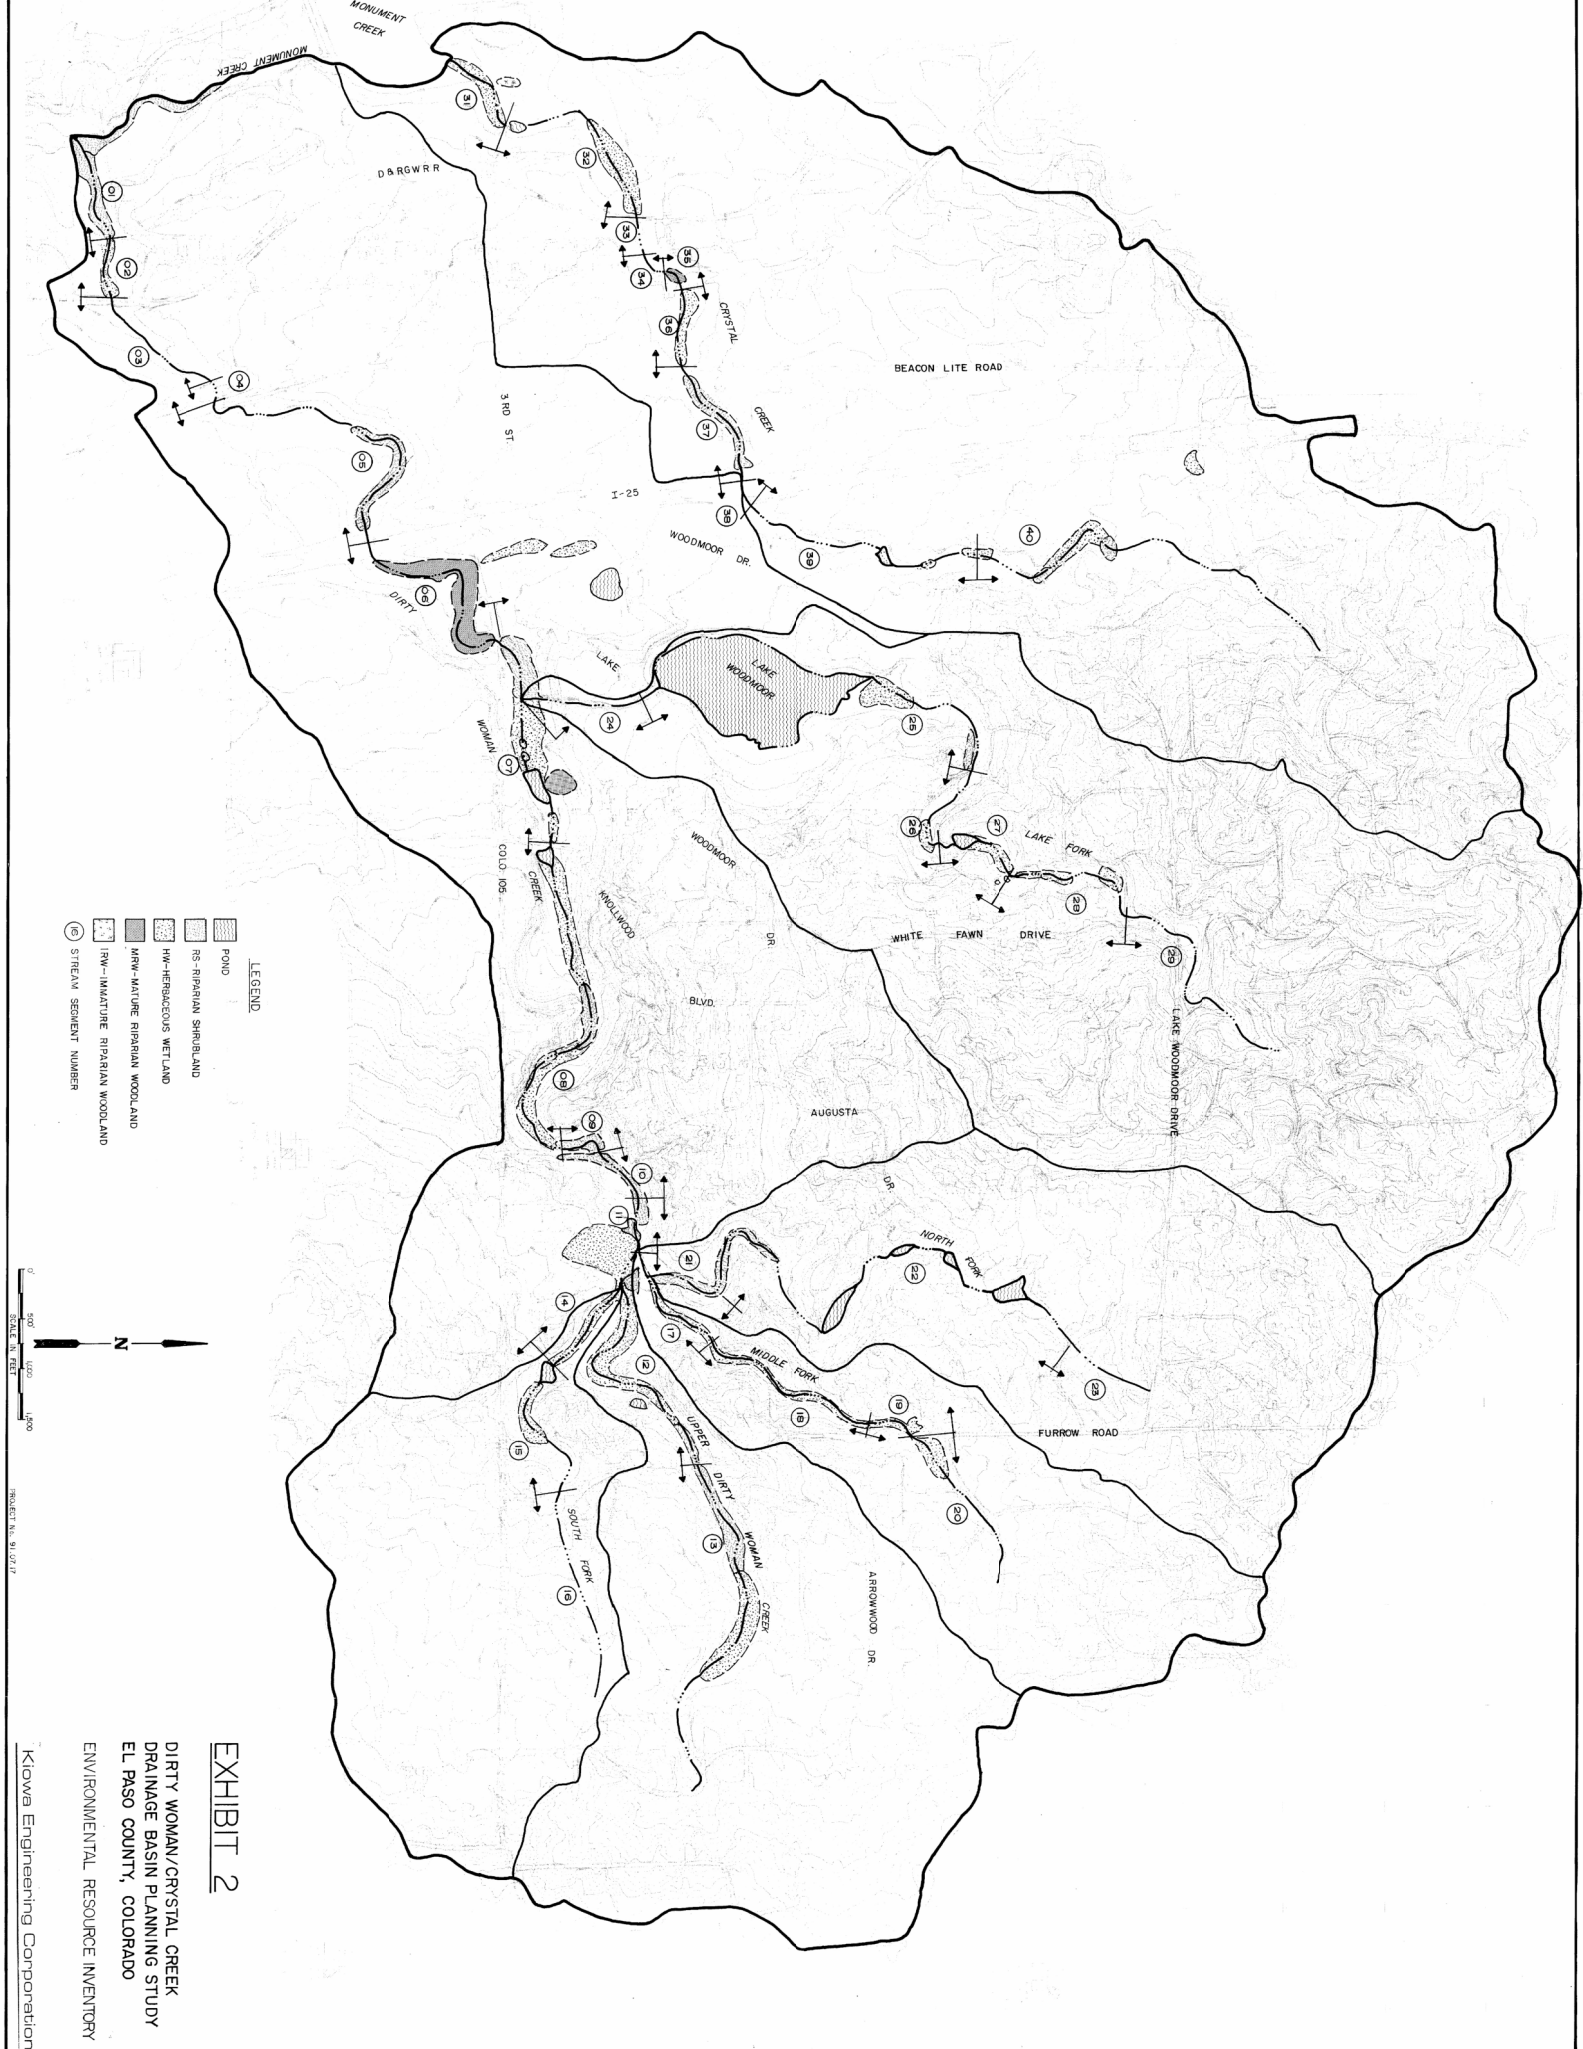 MONUMENT
CREEK
MONUMENT CREEK
D&RGWRR
31
32
33
34
35
36
37
38
39
40
01
02
03
04
05
06
07
08
09
10
11
12
13
14
15
16
17
18
19
20
21
22
23
24
25
26
27
28
29
CRYSTAL
CREEK
BEACON LITE ROAD
3 RD ST.
I-25
WOODMOOR DR.
DIRTY
WOMAN
CREEK
LAKE
LAKE
WOODMOOR
LAKE FORK
COLO. 105
WOODMOOR
DR.
KNOLLWOOD
BLVD.
WHITE FAWN DRIVE
LAKE WOODMOOR DRIVE
AUGUSTA
DR.
NORTH
FORK
MIDDLE FORK
FURROW ROAD
UPPER
DIRTY
WOMAN
CREEK
SOUTH
FORK
ARROWWOOD DR.
LEGEND
POND
RS-RIPARIAN SHRUBLAND
HW-HERBACEOUS WETLAND
MRW-MATURE RIPARIAN WOODLAND
IRW-IMMATURE RIPARIAN WOODLAND
16 STREAM SEGMENT NUMBER
N
0' 500' 1,000 1,500
SCALE IN FEET
PROJECT No. 91.07.17
EXHIBIT 2
DIRTY WOMAN/CRYSTAL CREEK
DRAINAGE BASIN PLANNING STUDY
EL PASO COUNTY, COLORADO
ENVIRONMENTAL RESOURCE INVENTORY
Kiowa Engineering Corporation